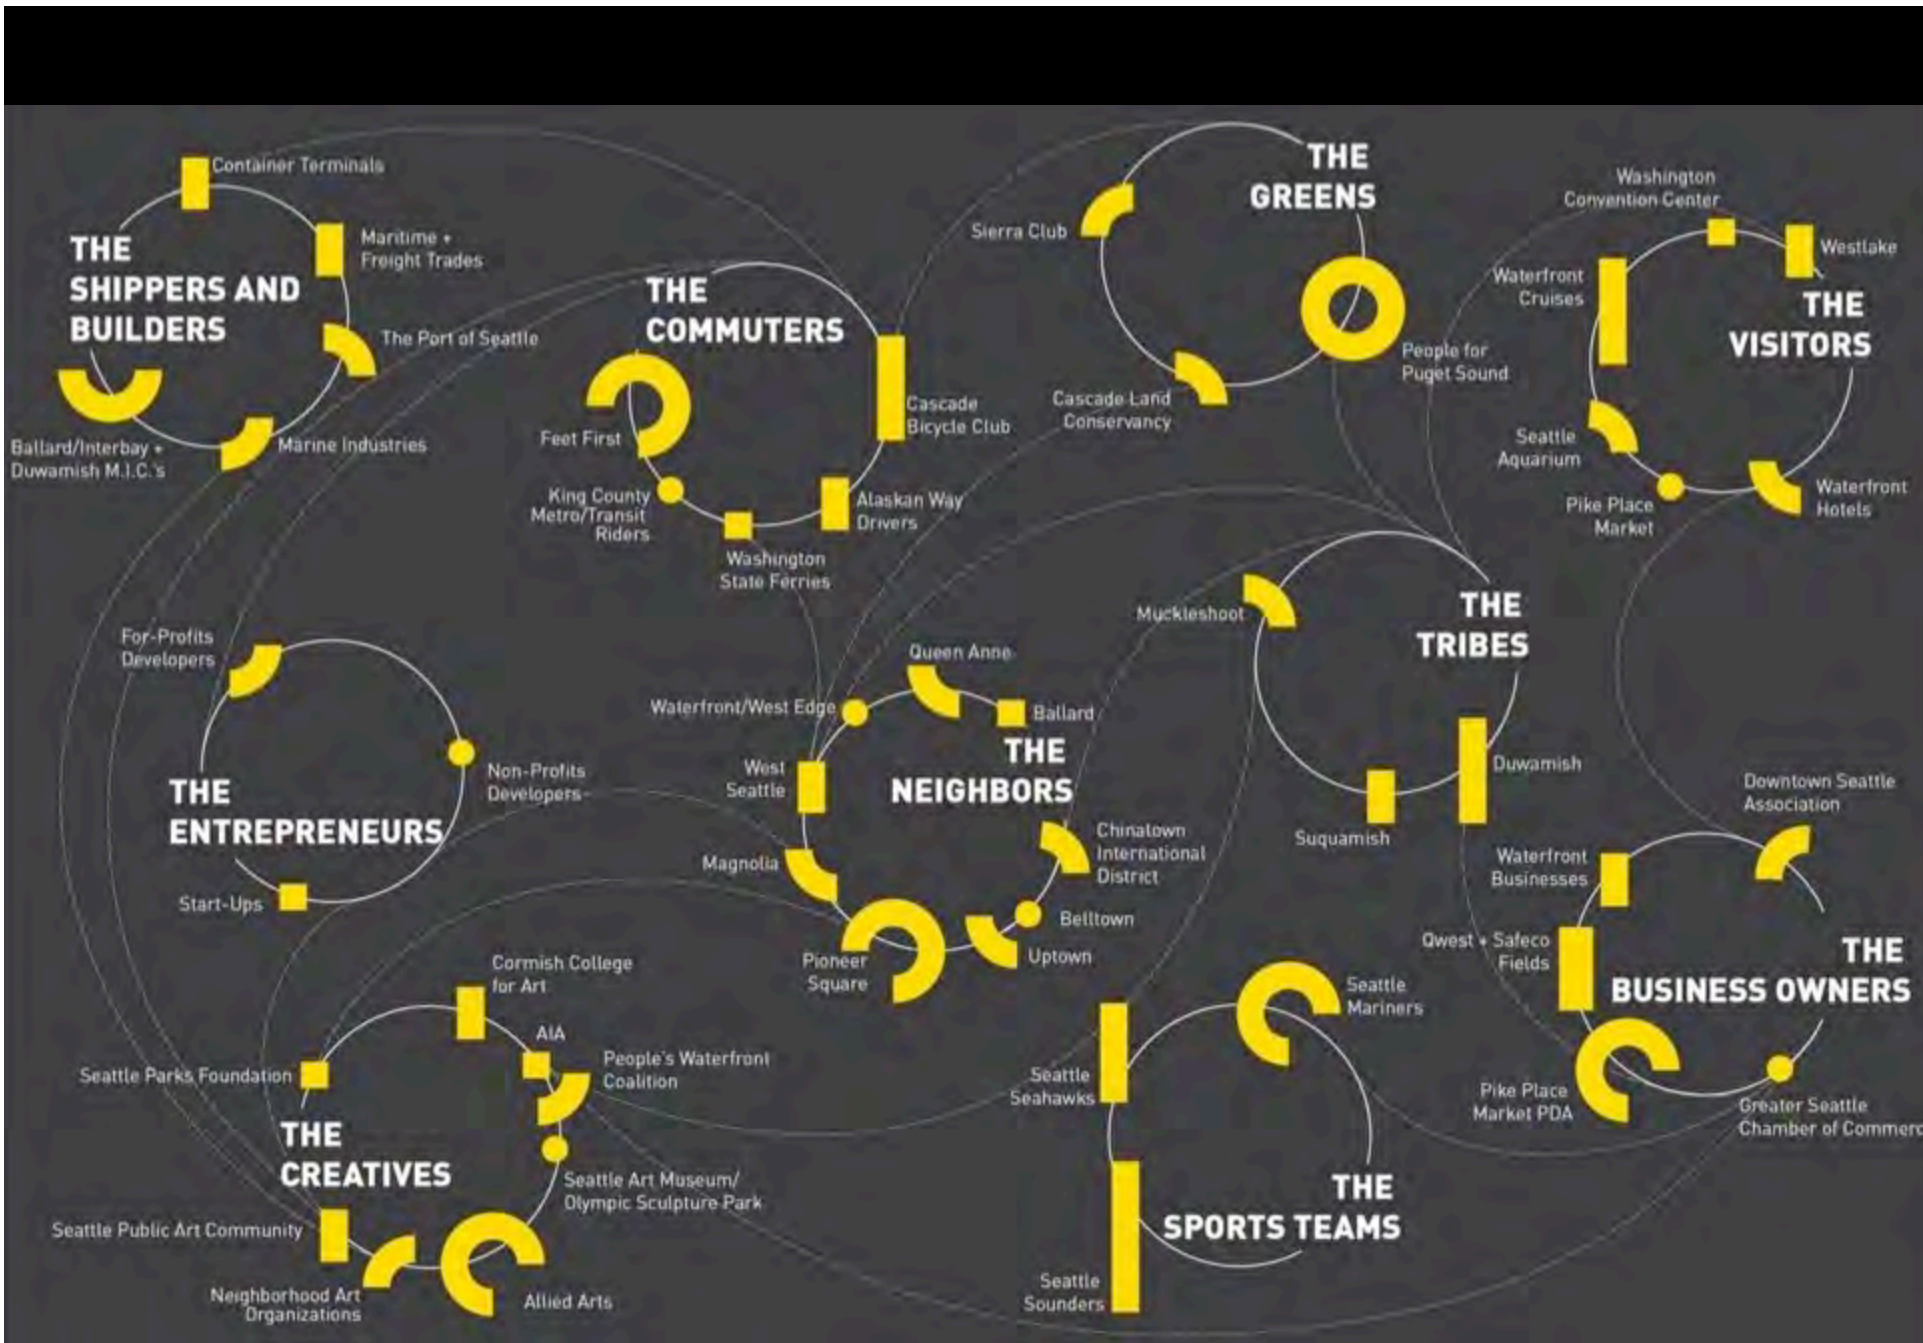 Container Terminals
Maritime +
Freight Trades
THE
SHIPPERS AND
BUILDERS
The Port of Seattle
Marine Industries
Ballard/Interbay +
Duwamish M.I.C.'s
THE
COMMUTERS
Cascade
Bicycle Club
Feet First
King County
Metro/Transit
Riders
Alaskan Way
Drivers
Washington
State Ferries
THE
GREENS
Sierra Club
People for
Puget Sound
Cascade Land
Conservancy
Washington
Convention Center
Westlake
Waterfront
Cruises
THE
VISITORS
Seattle
Aquarium
Pike Place
Market
Waterfront
Hotels
For-Profits
Developers
Non-Profits
Developers
THE
ENTREPRENEURS
Start-Ups
Queen Anne
Waterfront/West Edge
Ballard
THE
NEIGHBORS
West
Seattle
Magnolia
Chinatown
International
District
Belltown
Uptown
Pioneer
Square
Muckleshoot
THE
TRIBES
Duwamish
Suquamish
Downtown Seattle
Association
Waterfront
Businesses
Qwest + Safeco
Fields
THE
BUSINESS OWNERS
Pike Place
Market PDA
Greater Seattle
Chamber of Commerc
Cormish College
for Art
AIA
People's Waterfront
Coalition
Seattle Parks Foundation
THE
CREATIVES
Seattle Art Museum/
Olympic Sculpture Park
Seattle Public Art Community
Neighborhood Art
Organizations
Allied Arts
Seattle
Mariners
Seattle
Seahawks
THE
SPORTS TEAMS
Seattle
Sounders